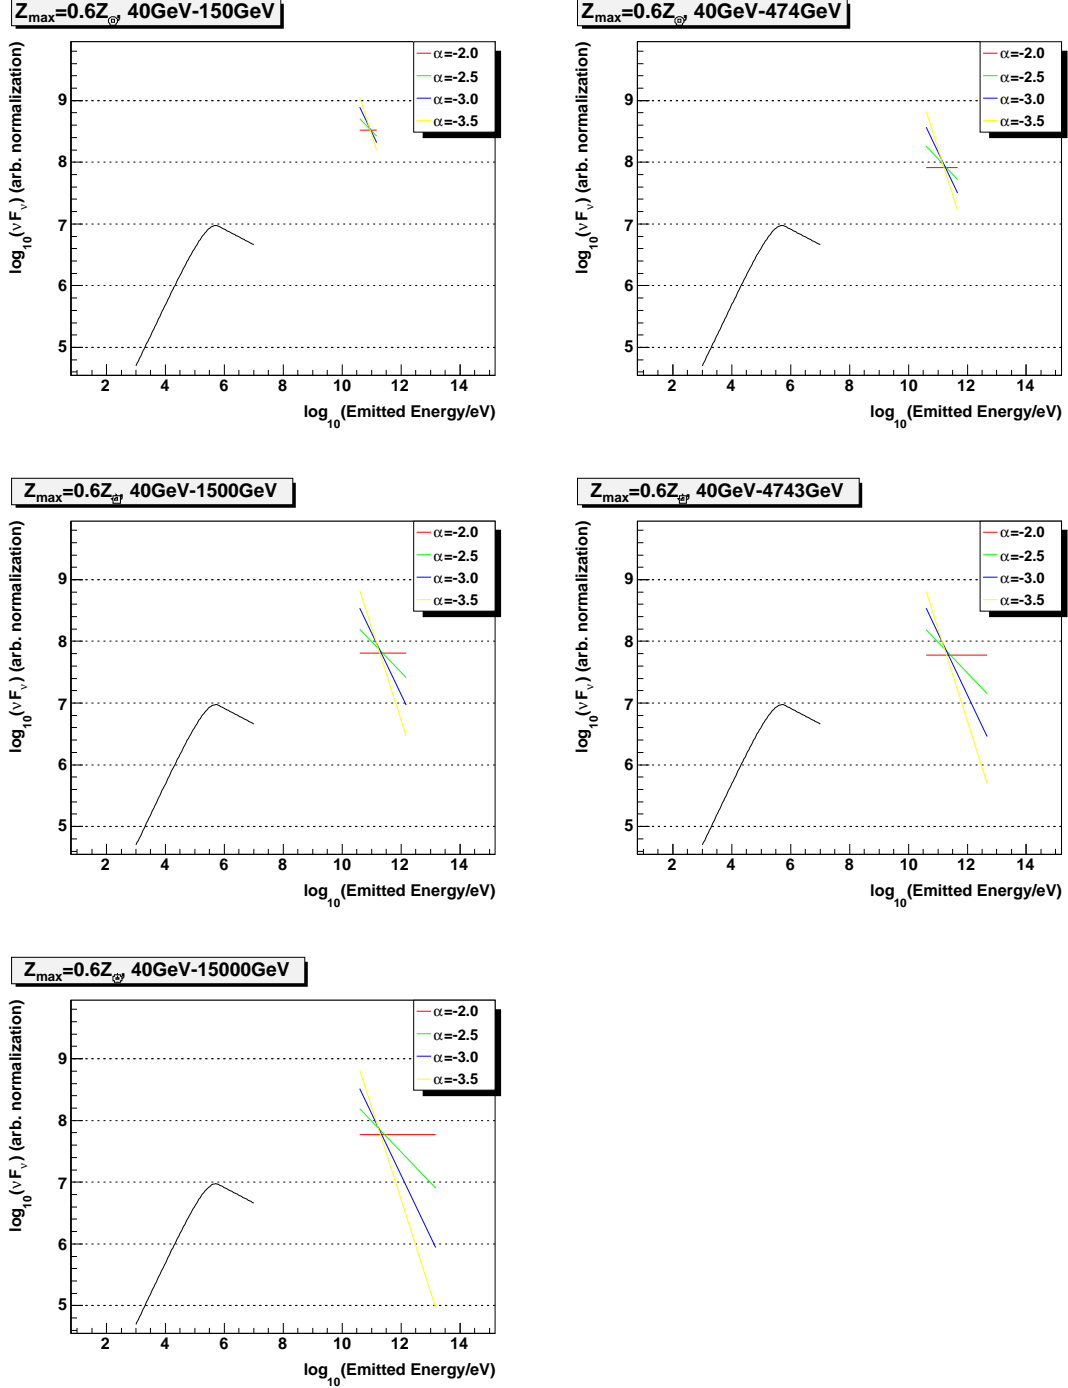 Zmax=0.6Z☉, 40GeV-150GeV
log10(νFν) (arb. normalization)
α=-2.0
α=-2.5
α=-3.0
α=-3.5
9
8
7
6
5
2 4 6 8 10 12 14
log10(Emitted Energy/eV)
Zmax=0.6Z☉, 40GeV-474GeV
log10(νFν) (arb. normalization)
α=-2.0
α=-2.5
α=-3.0
α=-3.5
9
8
7
6
5
2 4 6 8 10 12 14
log10(Emitted Energy/eV)
Zmax=0.6Z☉, 40GeV-1500GeV
log10(νFν) (arb. normalization)
α=-2.0
α=-2.5
α=-3.0
α=-3.5
9
8
7
6
5
2 4 6 8 10 12 14
log10(Emitted Energy/eV)
Zmax=0.6Z☉, 40GeV-4743GeV
log10(νFν) (arb. normalization)
α=-2.0
α=-2.5
α=-3.0
α=-3.5
9
8
7
6
5
2 4 6 8 10 12 14
log10(Emitted Energy/eV)
Zmax=0.6Z☉, 40GeV-15000GeV
log10(νFν) (arb. normalization)
α=-2.0
α=-2.5
α=-3.0
α=-3.5
9
8
7
6
5
2 4 6 8 10 12 14
log10(Emitted Energy/eV)